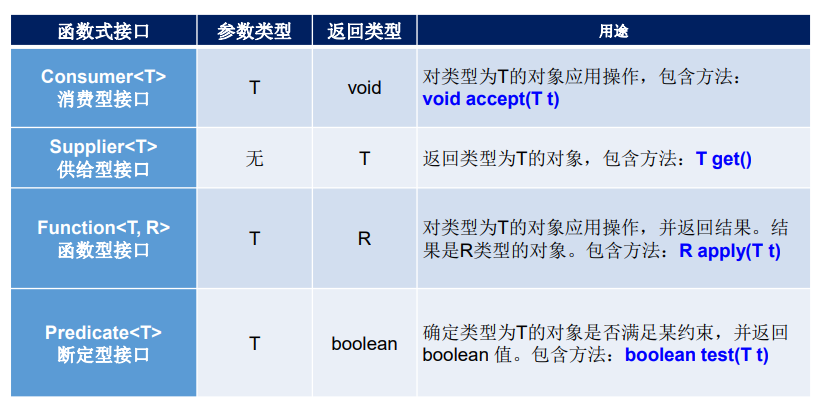 函数式接口 参数类型 返回类型 用途
Consumer<T>
消费型接口
T
void
对类型为T的对象应用操作，包含方法：
void accept(T t)
Supplier<T>
供给型接口
无
T
返回类型为T的对象，包含方法：T get()
Function<T, R>
函数型接口
T
R
对类型为T的对象应用操作，并返回结果。结
果是R类型的对象。包含方法：R apply(T t)
Predicate<T>
断定型接口
T
boolean
确定类型为T的对象是否满足某约束，并返回
boolean 值。包含方法：boolean test(T t)